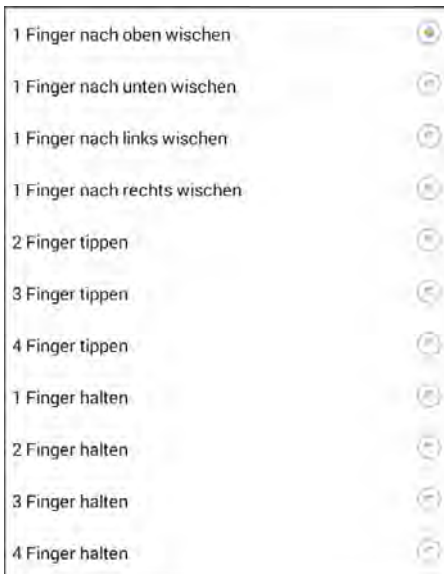 1 Finger nach oben wischen
1 Finger nach unten wischen
1 Finger nach links wischen
1 Finger nach rechts wischen
2 Finger tippen
3 Finger tippen
4 Finger tippen
1 Finger halten
2 Finger halten
3 Finger halten
4 Finger halten